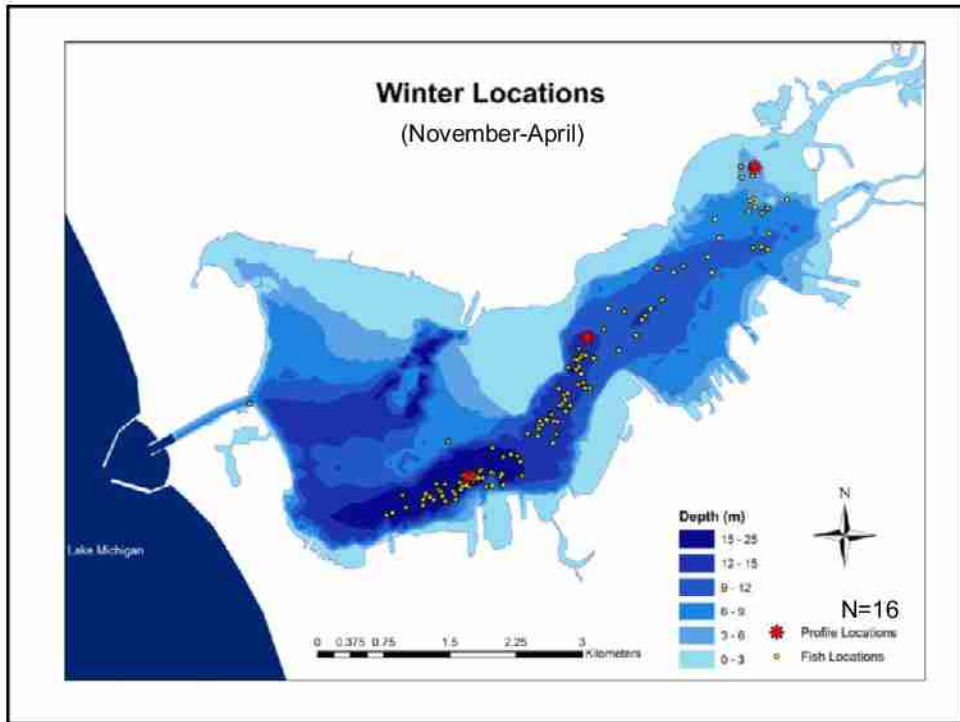 Winter Locations
(November-April)
N
Lake Michigan
Depth (m)
15 - 25
12 - 15
9 - 12
6 - 9
3 - 6
0 - 3
N=16
Profile Locations
Fish Locations
0 0.375 0.75 1.5 2.25 3
Kilometers